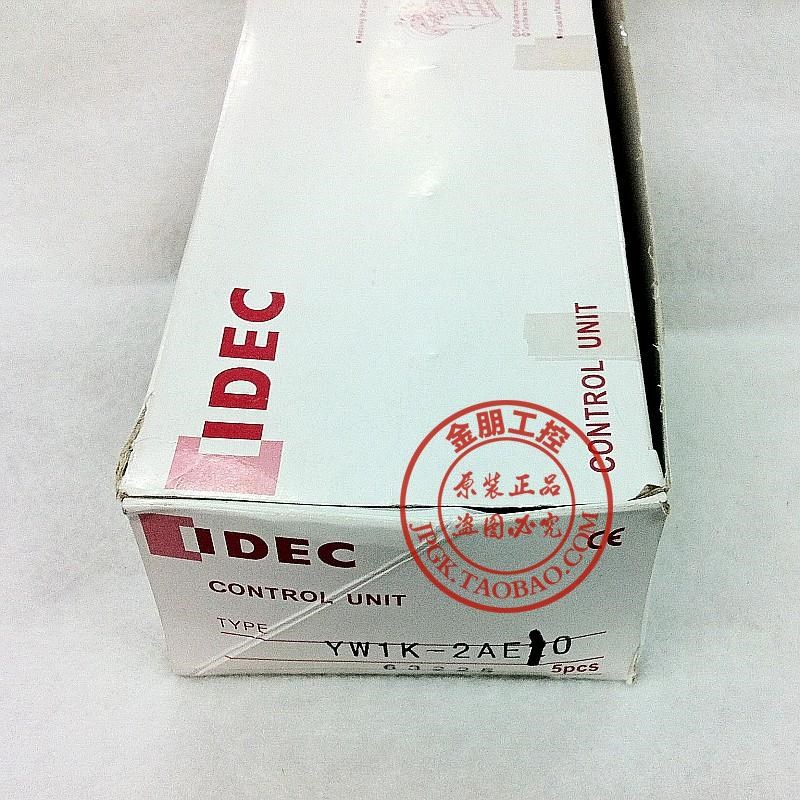 IDEC
CONTROL UNIT
金朋工控
原装正品
盗图必究
JPGK.TAOBAO.COM
IDEC
CE
CONTROL UNIT
TYPE
YW1K-2AE10
5pcs